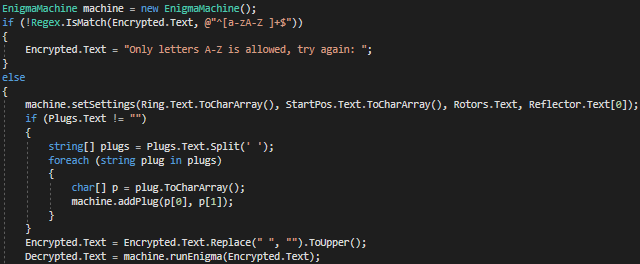 EnigmaMachine machine = new EnigmaMachine();
if (!Regex.IsMatch(Encrypted.Text, @"^[a-zA-Z ]+$"))
{
    Encrypted.Text = "Only letters A-Z is allowed, try again: ";
}
else
{
    machine.setSettings(Ring.Text.ToCharArray(), StartPos.Text.ToCharArray(), Rotors.Text, Reflector.Text[0]);
    if (Plugs.Text != "")
    {
        string[] plugs = Plugs.Text.Split(' ');
        foreach (string plug in plugs)
        {
            char[] p = plug.ToCharArray();
            machine.addPlug(p[0], p[1]);
        }
    }
    Encrypted.Text = Encrypted.Text.Replace(" ", "").ToUpper();
    Decrypted.Text = machine.runEnigma(Encrypted.Text);